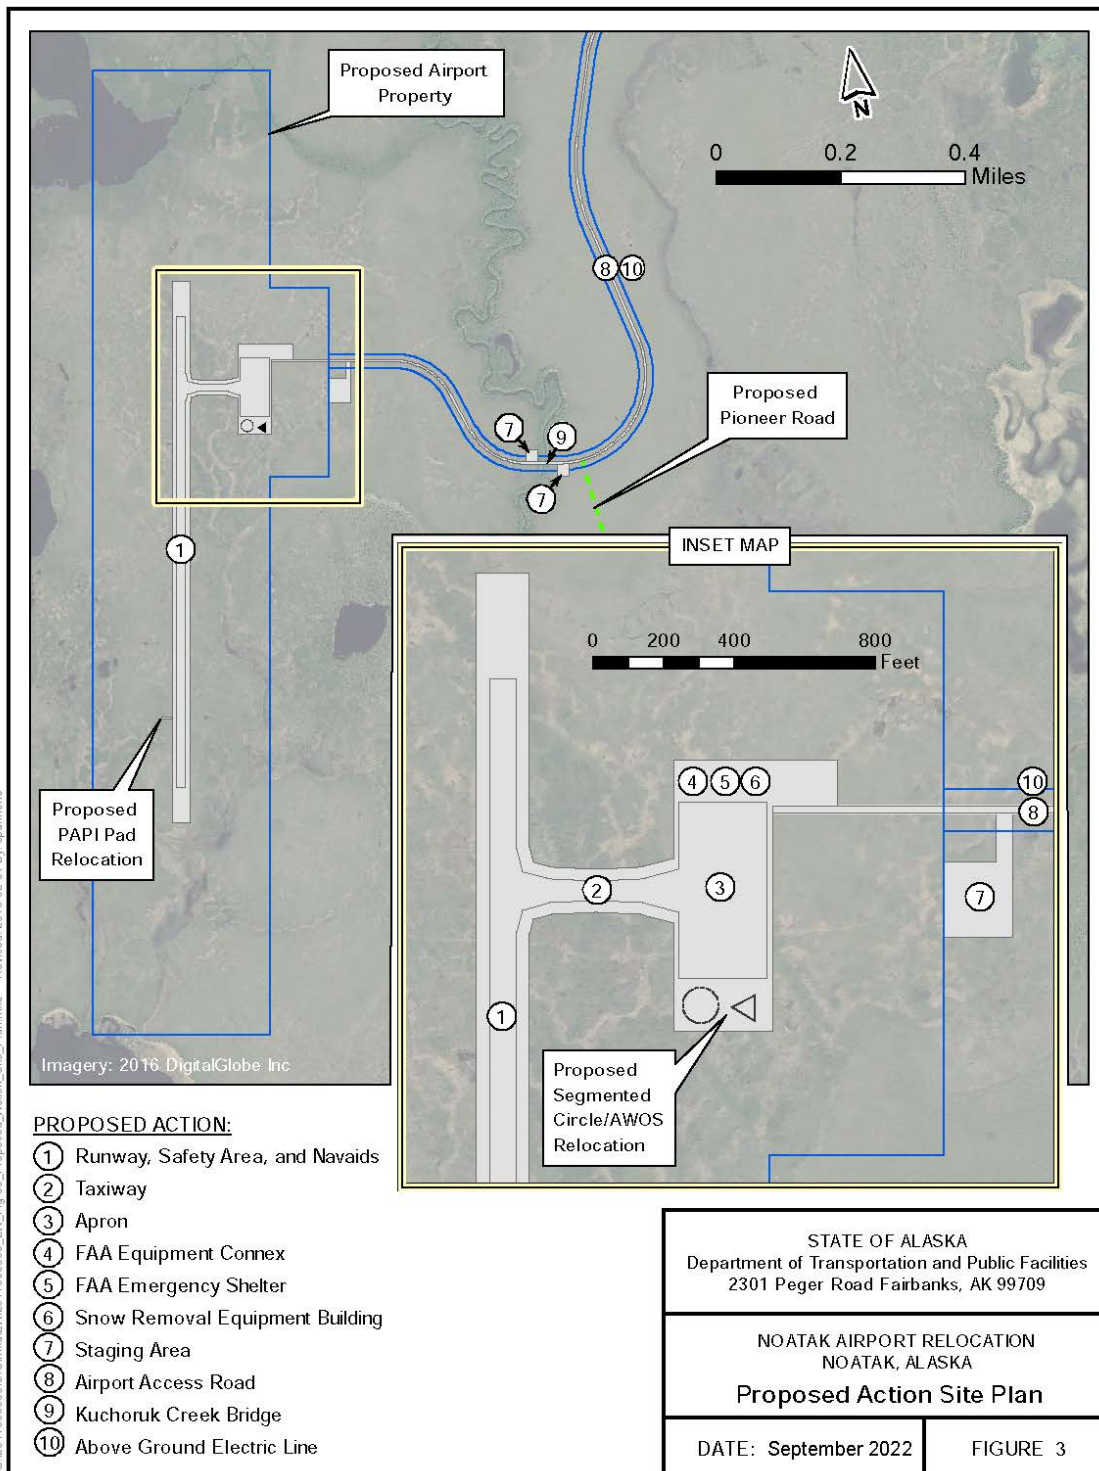 Proposed Airport
Property
N
0 0.2 0.4
Miles
8 10
Proposed
Pioneer Road
7
9
7
1
INSET MAP
0 200 400 800
Feet
4 5 6
10
8
2
3
7
1
Proposed
PAPI Pad
Relocation
Proposed
Segmented
Circle/AWOS
Relocation
Imagery: 2016 DigitalGlobe Inc
PROPOSED ACTION:
1 Runway, Safety Area, and Navaids
2 Taxiway
3 Apron
4 FAA Equipment Connex
5 FAA Emergency Shelter
6 Snow Removal Equipment Building
7 Staging Area
8 Airport Access Road
9 Kuchoruk Creek Bridge
10 Above Ground Electric Line
STATE OF ALASKA
Department of Transportation and Public Facilities
2301 Peger Road Fairbanks, AK 99709
NOATAK AIRPORT RELOCATION
NOATAK, ALASKA
Proposed Action Site Plan
DATE: September 2022
FIGURE 3